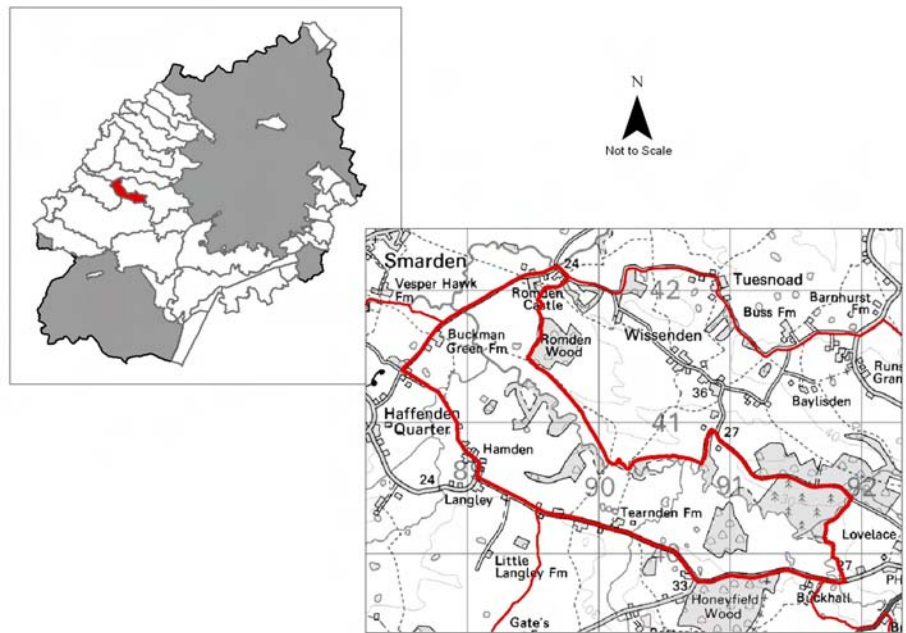 N
Not to Scale
Smarden
Vesper Hawk
Fm
24
Romden
Castle
42
Tuesnoad
Buss Fm
Barnhurst
Fm
Buckman
Green Fm
Romden
Wood
Wissenden
36
Baylisden
Haffenden
Quarter
41
27
Hamden
24
Langley
90
91
92
Tearnden Fm
Lovelace
Little
Langley Fm
33
Honeyfield
Wood
27
Buckhall
PH
Gate's